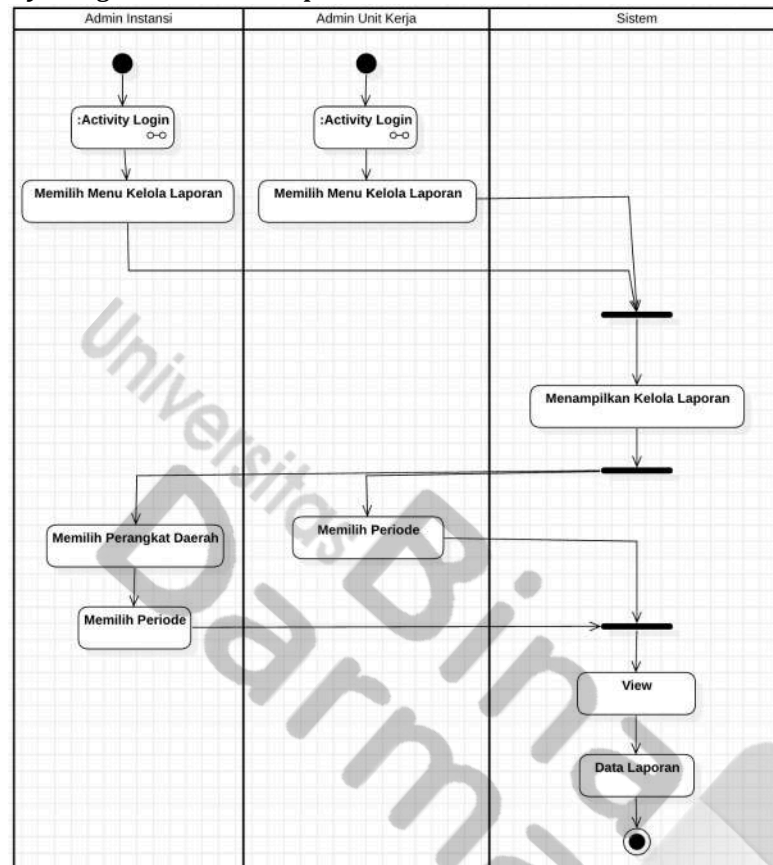 Admin Instansi
Admin Unit Kerja
Sistem
:Activity Login
:Activity Login
Memilih Menu Kelola Laporan
Memilih Menu Kelola Laporan
Menampilkan Kelola Laporan
Memilih Perangkat Daerah
Memilih Periode
Memilih Periode
View
Data Laporan
Universitas
Bina
Darma